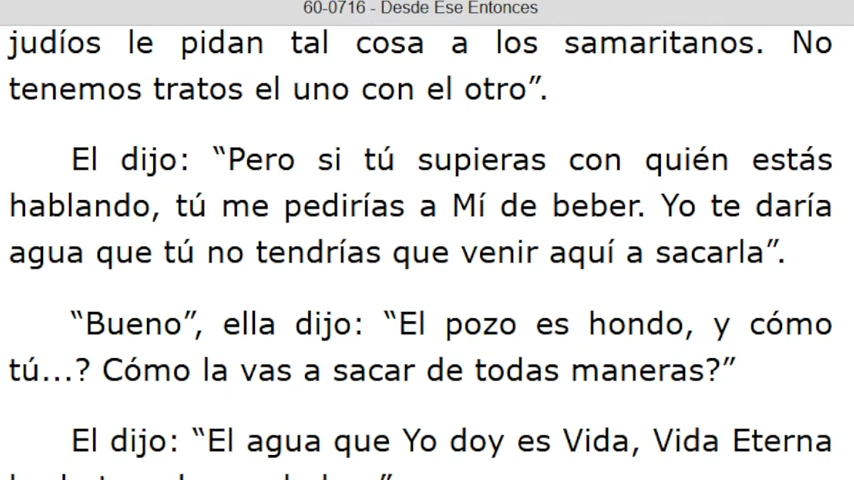 60-0716 - Desde Ese Entonces
judíos le pidan tal cosa a los samaritanos. No
tenemos tratos el uno con el otro”.
El dijo: “Pero si tú supieras con quién estás
hablando, tú me pedirías a Mí de beber. Yo te daría
agua que tú no tendrías que venir aquí a sacarla”.
“Bueno”, ella dijo: “El pozo es hondo, y cómo
tú...? Cómo la vas a sacar de todas maneras?”
El dijo: “El agua que Yo doy es Vida, Vida Eterna